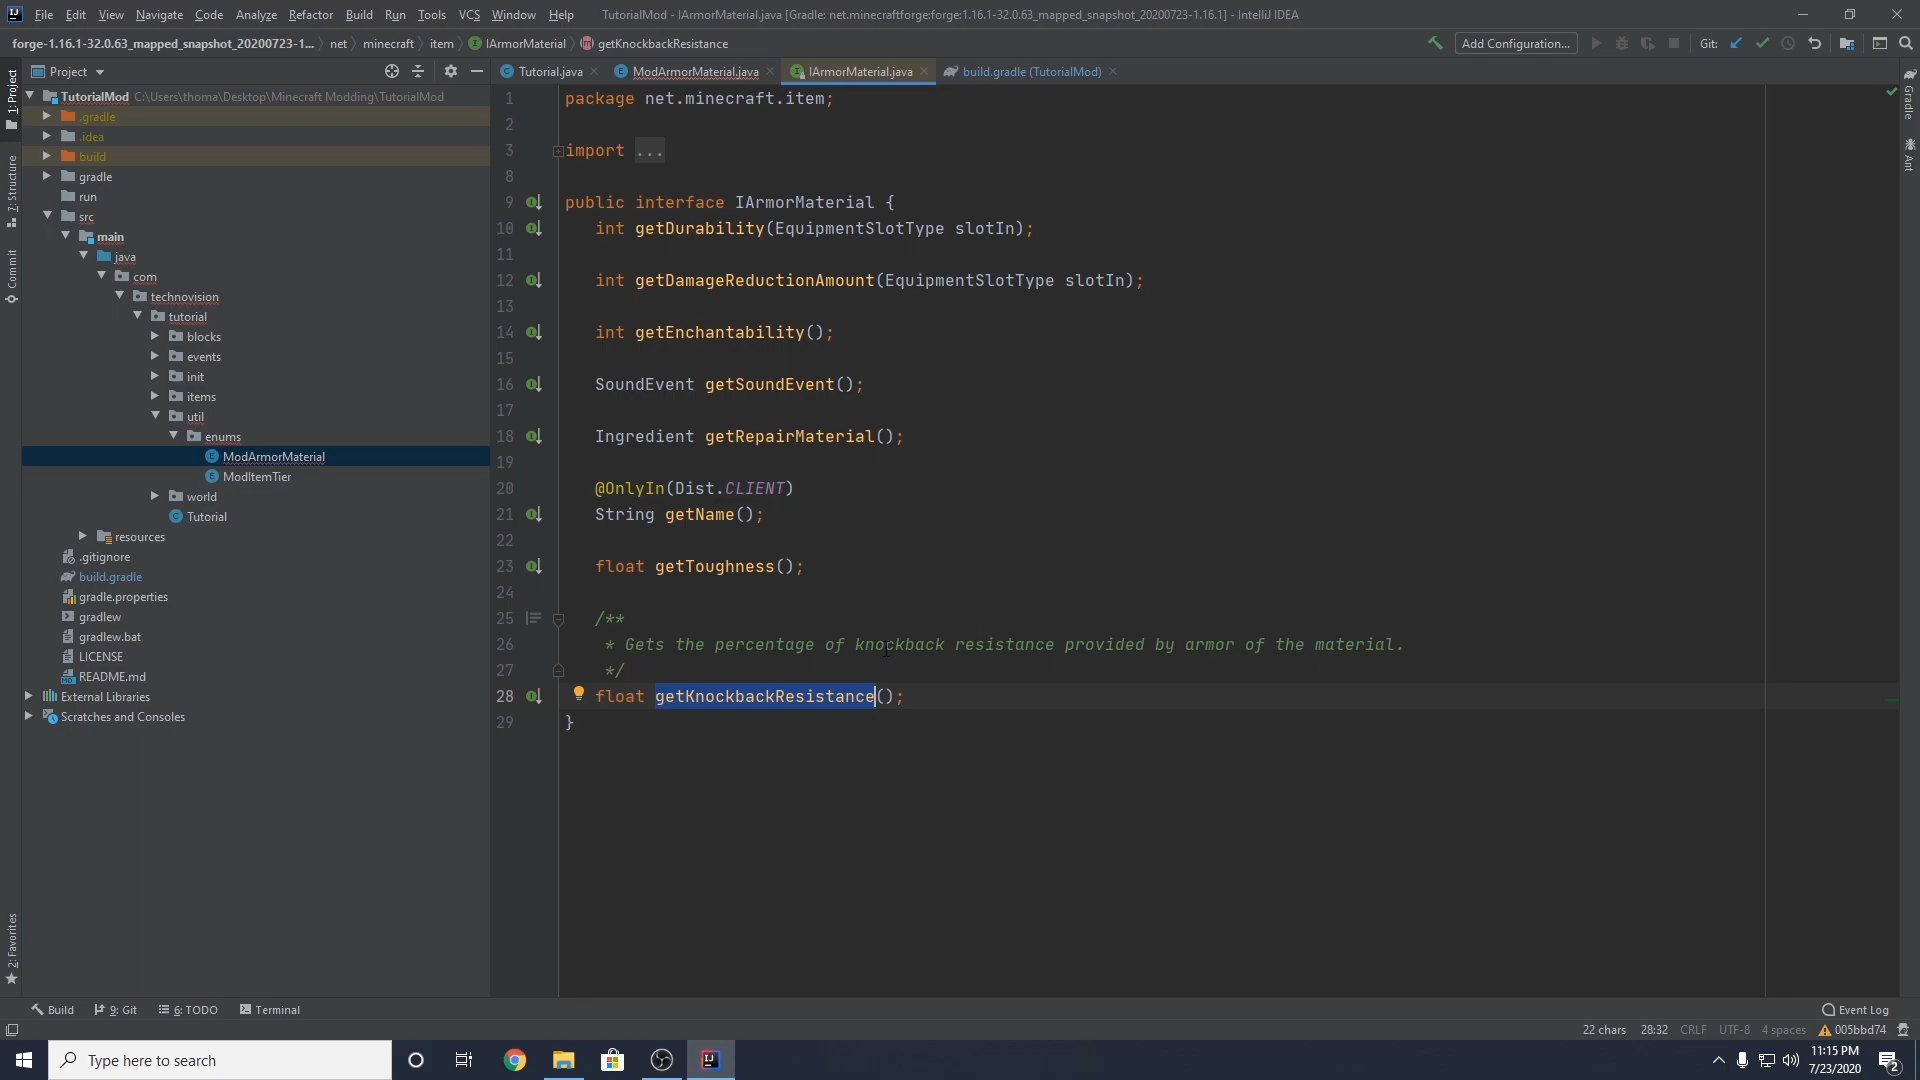 File Edit View Navigate Code Analyze Refactor Build Run Tools VCS Window Help TutorialMod - IArmorMaterial.java [Gradle: net.minecraftforge:forge:1.16.1-32.0.63_mapped_snapshot_20200723-1.16.1] - IntelliJ IDEA
forge-1.16.1-32.0.63_mapped_snapshot_20200723-1... net minecraft item IArmorMaterial getKnockbackResistance Add Configuration... Git:
Project Tutorial.java ModArmorMaterial.java IArmorMaterial.java build.gradle (TutorialMod)
1: Project
7: Structure
Commit
2: Favorites
Gradle
Ant
TutorialMod C:\Users\thoma\Desktop\Minecraft Modding\TutorialMod
.gradle
.idea
build
gradle
run
src
main
java
com
technovision
tutorial
blocks
events
init
items
util
enums
ModArmorMaterial
ModItemTier
world
Tutorial
resources
.gitignore
build.gradle
gradle.properties
gradlew
gradlew.bat
LICENSE
README.md
External Libraries
Scratches and Consoles
1 package net.minecraft.item;
2
3 import ...
8
9 public interface IArmorMaterial {
10 int getDurability(EquipmentSlotType slotIn);
11
12 int getDamageReductionAmount(EquipmentSlotType slotIn);
13
14 int getEnchantability();
15
16 SoundEvent getSoundEvent();
17
18 Ingredient getRepairMaterial();
19
20 @OnlyIn(Dist.CLIENT)
21 String getName();
22
23 float getToughness();
24
25 /**
26 * Gets the percentage of knockback resistance provided by armor of the material.
27 */
28 float getKnockbackResistance();
29 }
Build 9: Git 6: TODO Terminal Event Log
22 chars 28:32 CRLF UTF-8 4 spaces 005bbd74
Type here to search
11:15 PM
7/23/2020
2